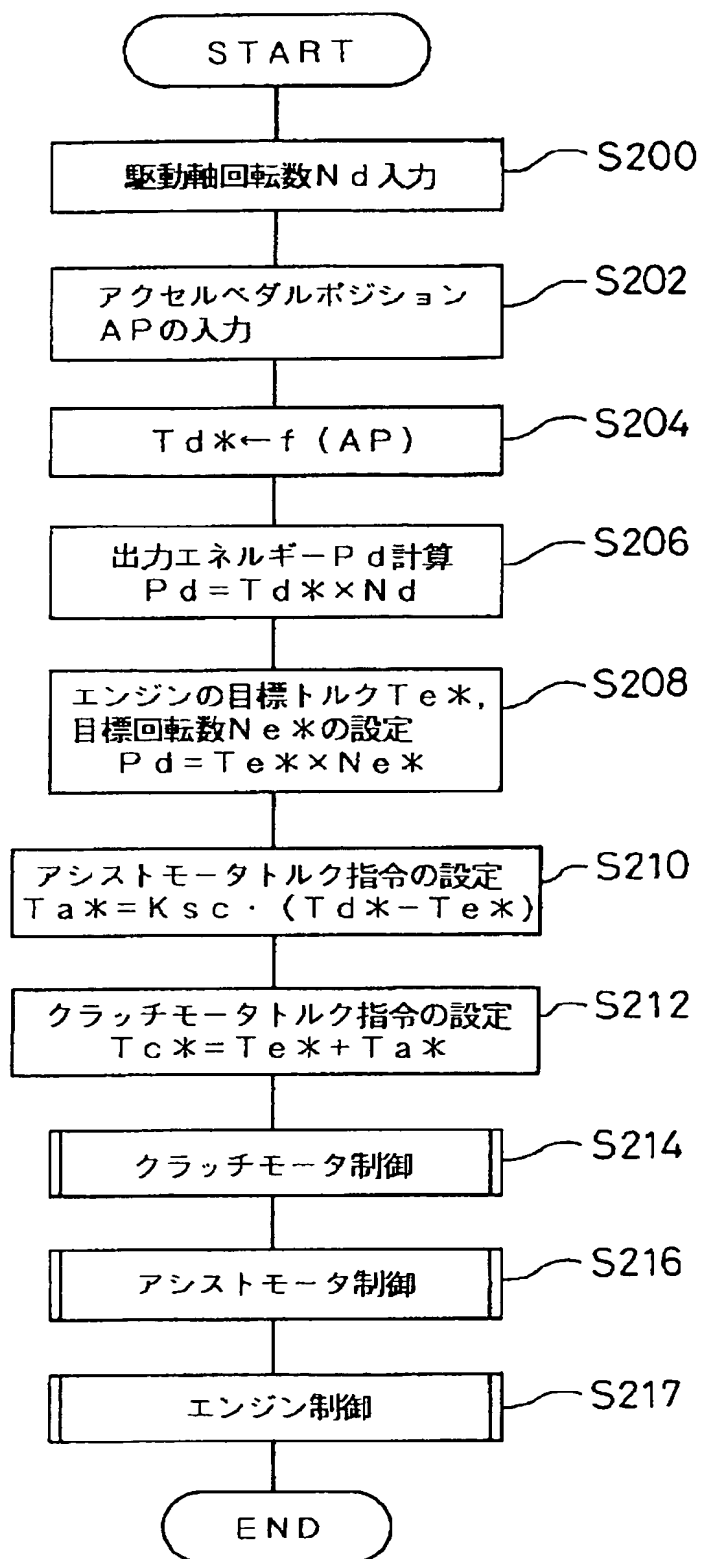 START
駆動軸回転数Nd入力
S200
アクセルペダルポジション
APの入力
S202
Td*←f(AP)
S204
出力エネルギーPd計算
Pd=Td*×Nd
S206
エンジンの目標トルクTe*,
目標回転数Ne*の設定
Pd=Te*×Ne*
S208
アシストモータトルク指令の設定
Ta*=Ksc・(Td*-Te*)
S210
クラッチモータトルク指令の設定
Tc*=Te*+Ta*
S212
クラッチモータ制御
S214
アシストモータ制御
S216
エンジン制御
S217
END